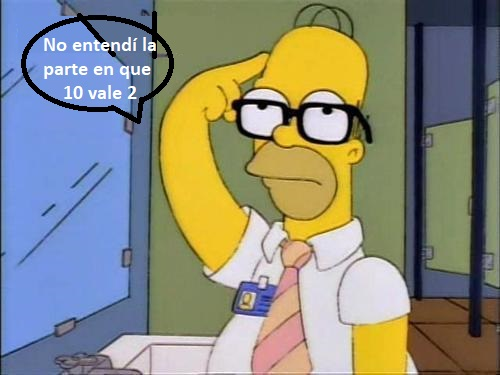 No entendí la
parte en que
10 vale 2